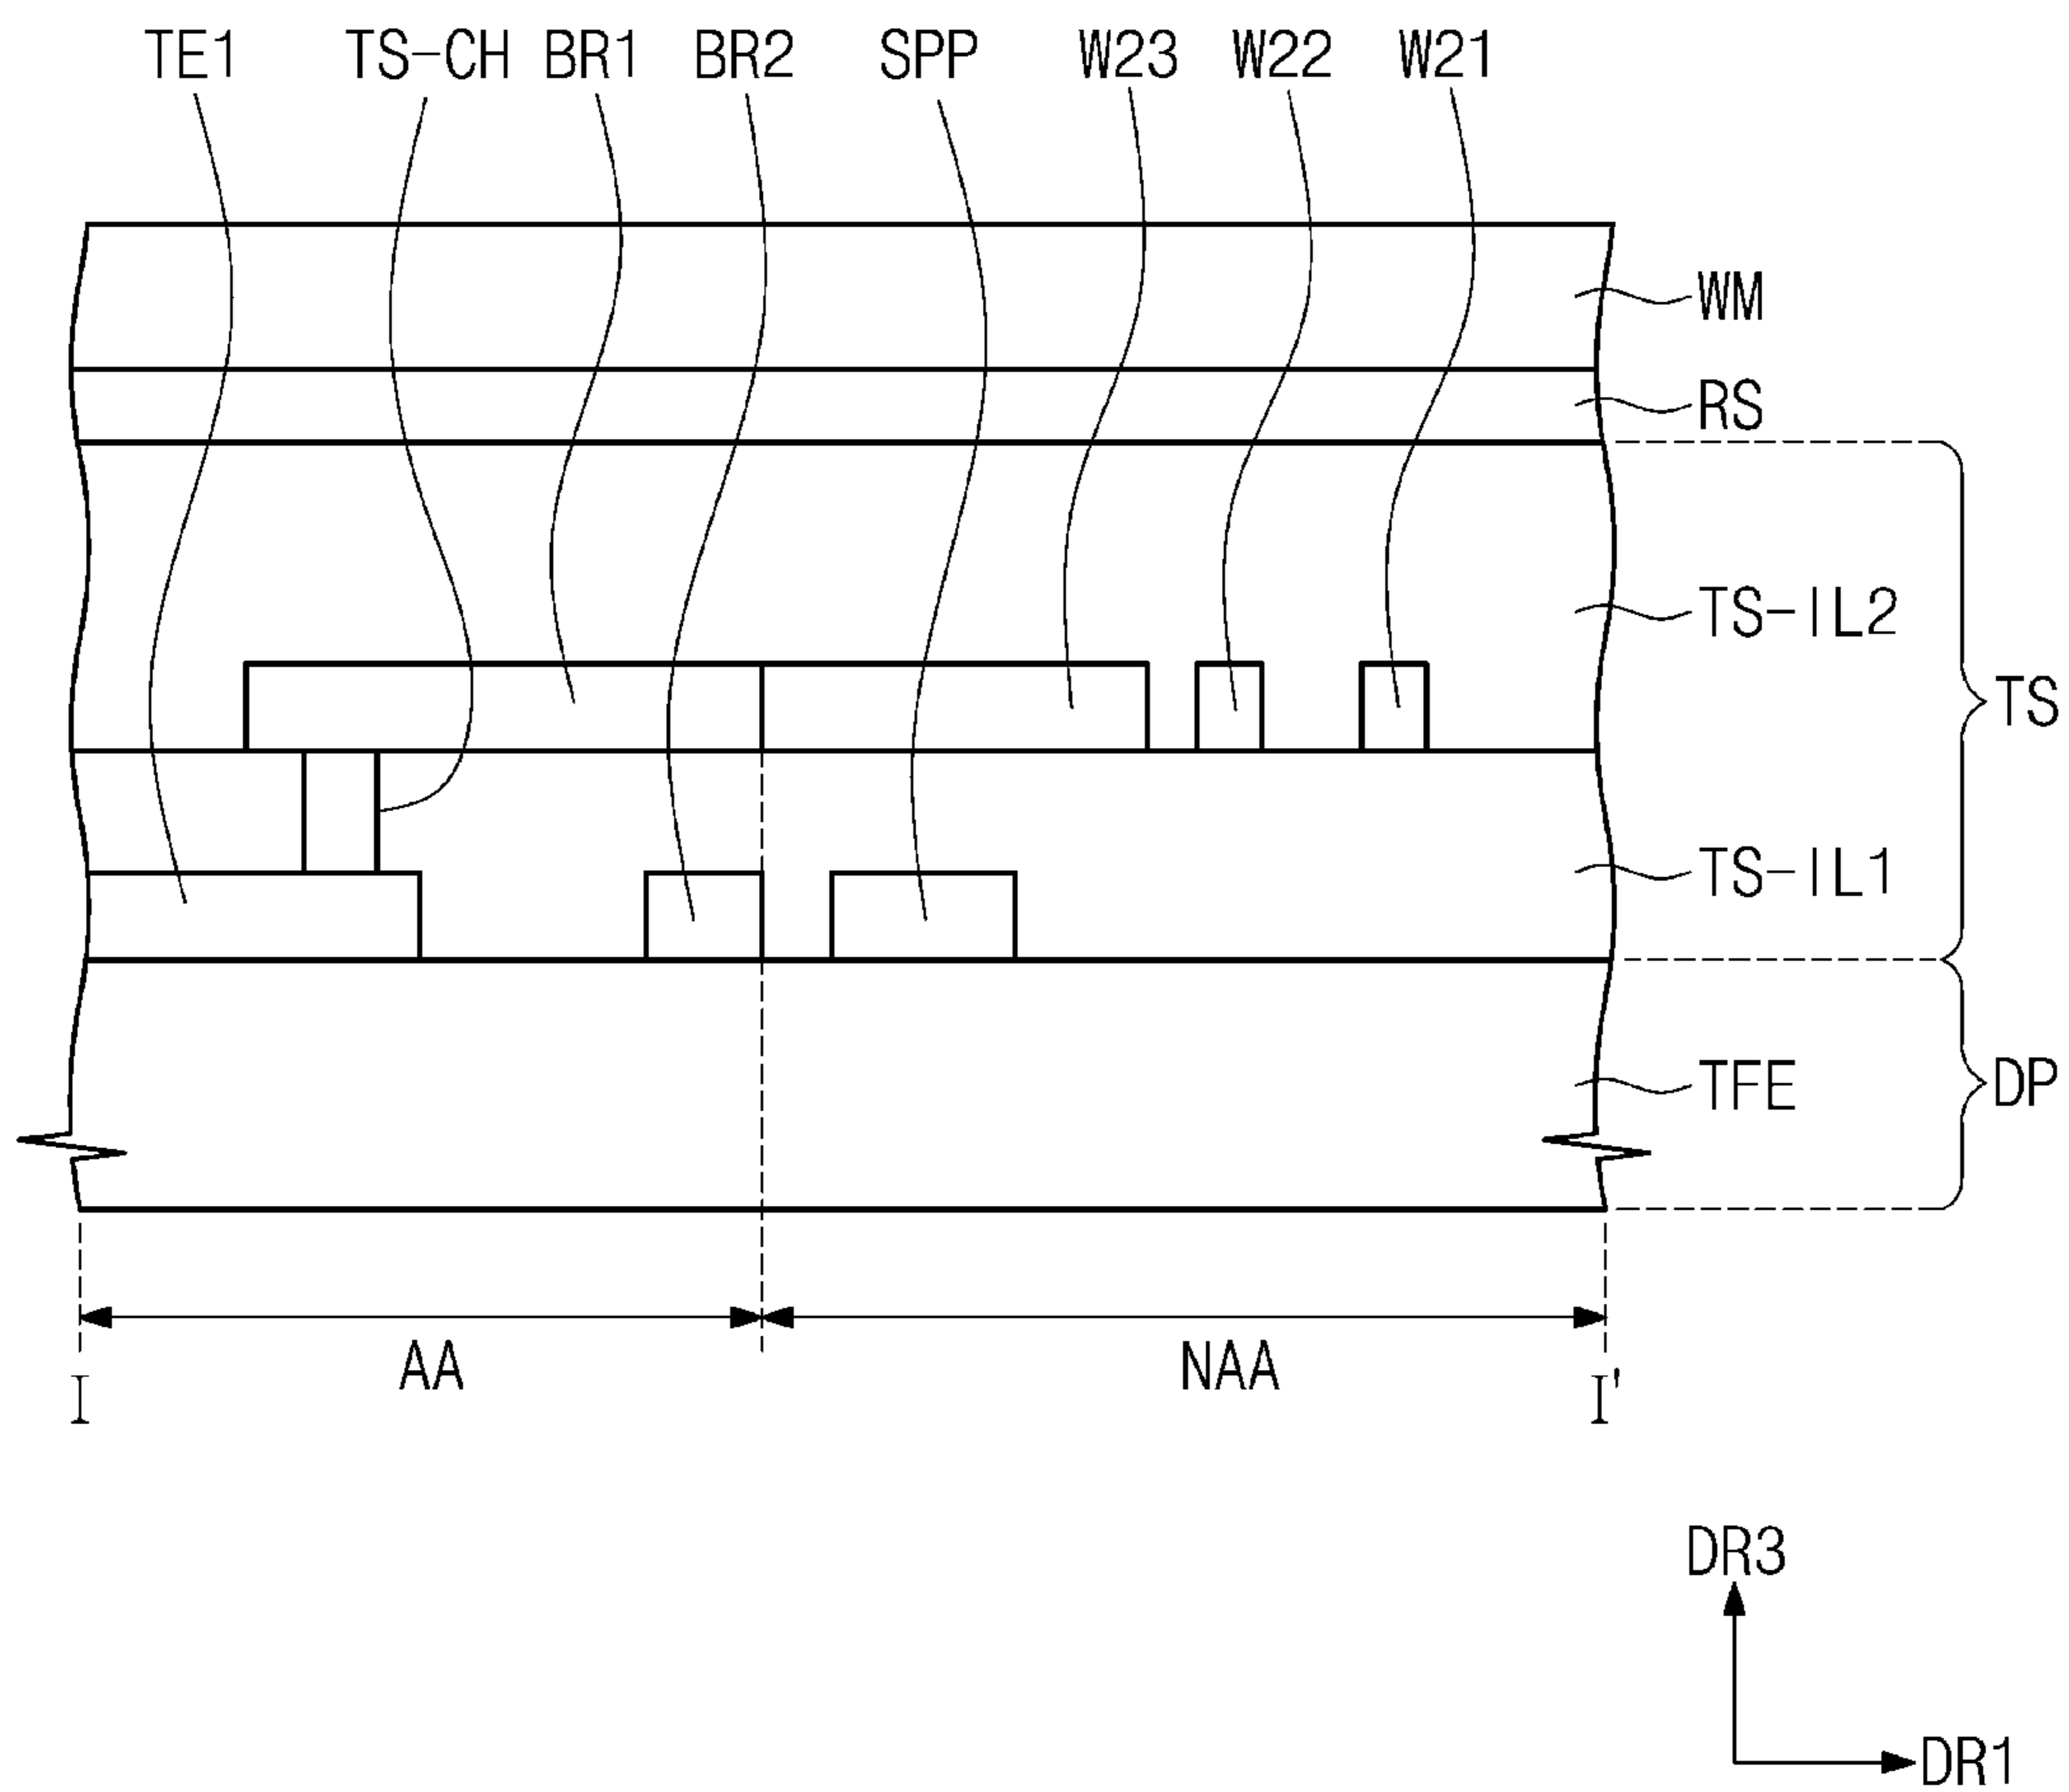 TE1 TS-CH BR1 BR2 SPP W23 W22 W21
WM
RS
TS-IL2
TS
TS-IL1
TFE
DP
AA NAA
I I'
DR3
DR1